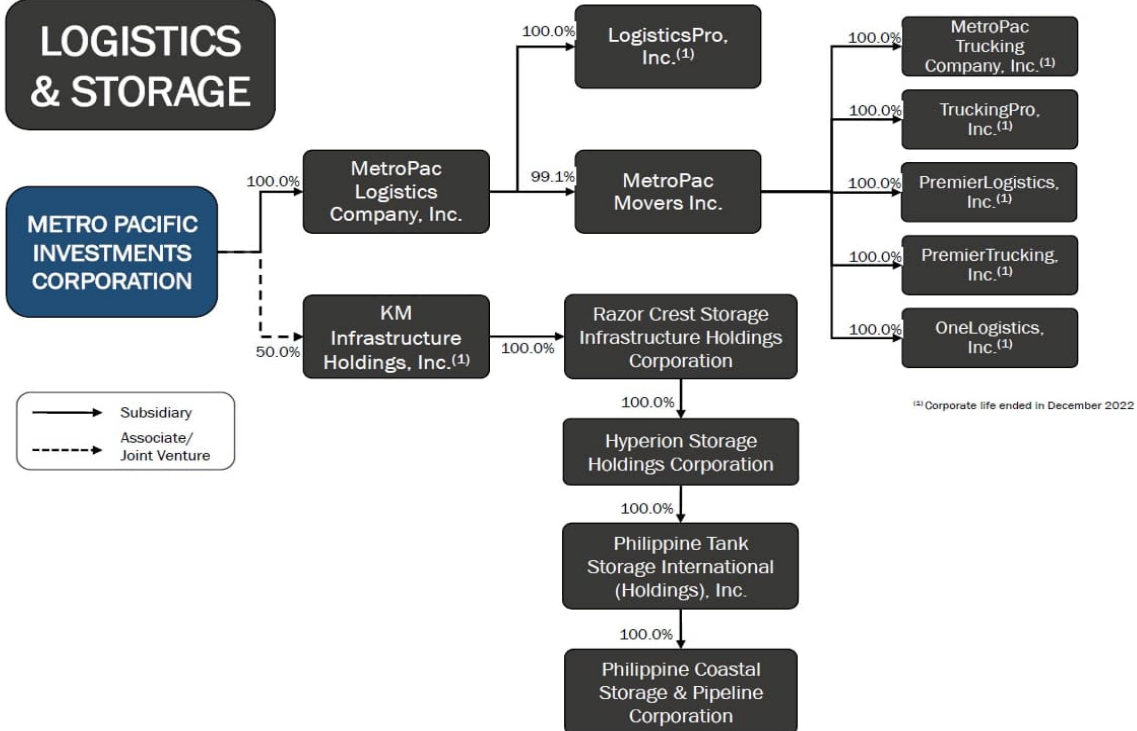 LOGISTICS
& STORAGE
METRO PACIFIC
INVESTMENTS
CORPORATION
100.0%
MetroPac
Logistics
Company, Inc.
100.0%
LogisticsPro,
Inc.(1)
99.1%
MetroPac
Movers Inc.
100.0%
MetroPac
Trucking
Company, Inc.(1)
100.0%
TruckingPro,
Inc.(1)
100.0%
PremierLogistics,
Inc.(1)
100.0%
PremierTrucking,
Inc.(1)
100.0%
OneLogistics,
Inc.(1)
50.0%
KM
Infrastructure
Holdings, Inc.(1)
100.0%
Razor Crest Storage
Infrastructure Holdings
Corporation
100.0%
Hyperion Storage
Holdings Corporation
100.0%
Philippine Tank
Storage International
(Holdings), Inc.
100.0%
Philippine Coastal
Storage & Pipeline
Corporation
Subsidiary
Associate/
Joint Venture
(1) Corporate life ended in December 2022